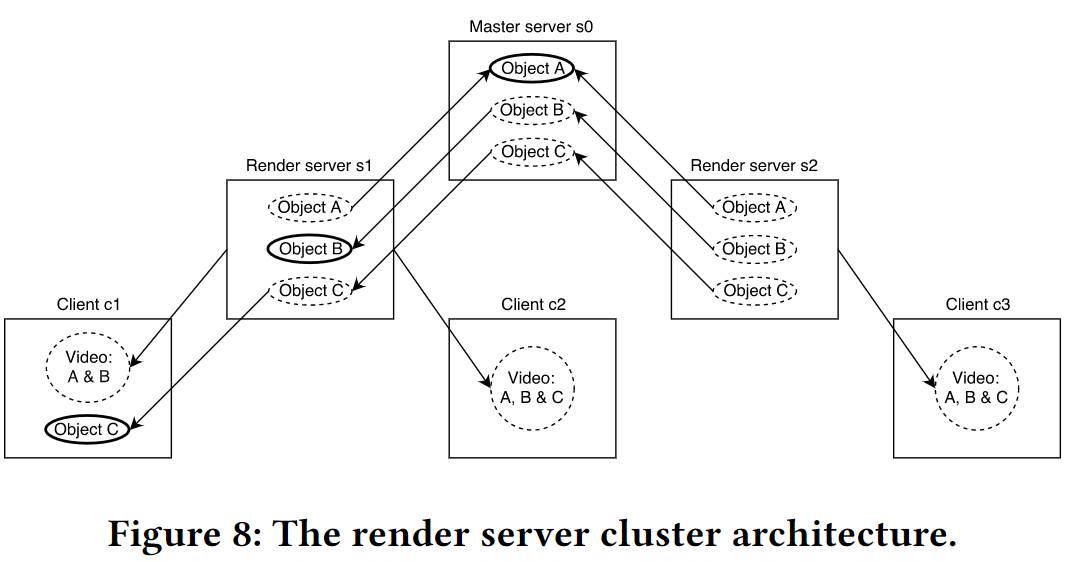 Master server s0
Object A
Object B
Object C
Render server s1
Object A
Object B
Object C
Render server s2
Object A
Object B
Object C
Client c1
Video:
A & B
Object C
Client c2
Video:
A, B & C
Client c3
Video:
A, B & C
Figure 8: The render server cluster architecture.